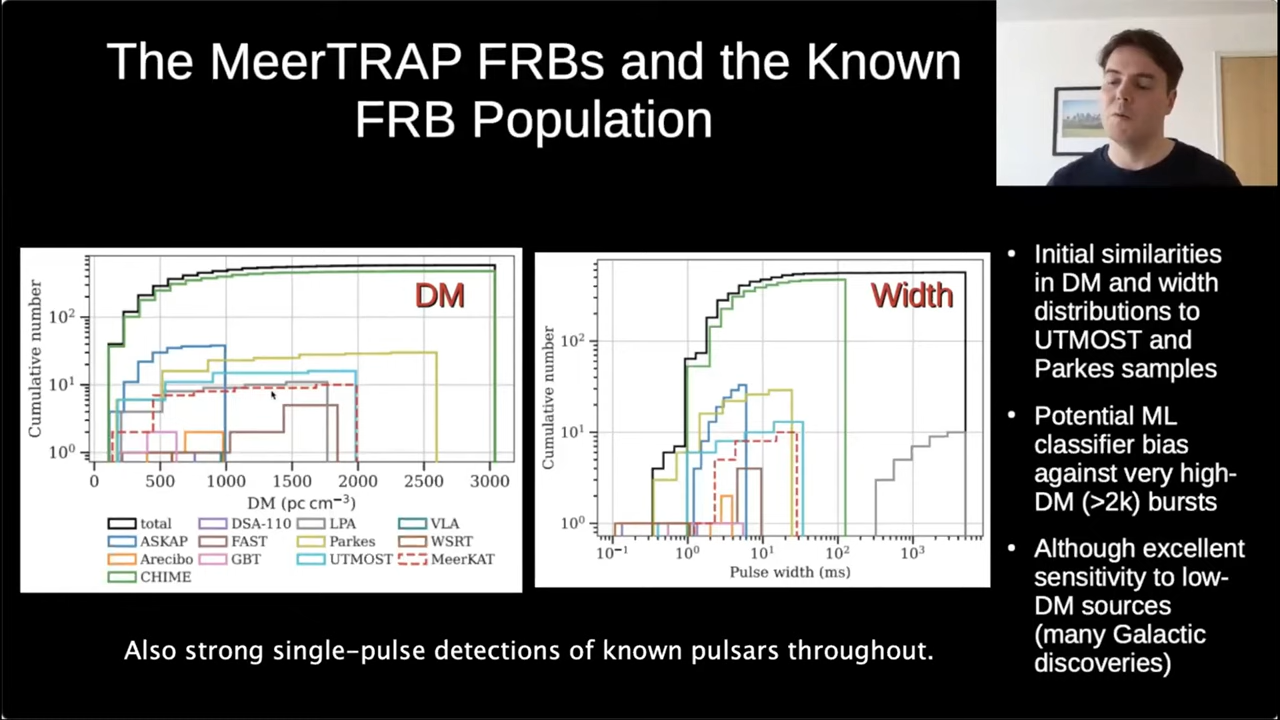 The MeerTRAP FRBs and the Known
FRB Population
DM
Cumulative number
10²
10¹
10⁰
0 500 1000 1500 2000 2500 3000
DM (pc cm⁻³)
total DSA-110 LPA VLA
ASKAP FAST Parkes WSRT
Arecibo GBT UTMOST MeerKAT
CHIME
Width
Cumulative number
10²
10¹
10⁰
10⁻¹ 10⁰ 10¹ 10² 10³
Pulse width (ms)
• Initial similarities
in DM and width
distributions to
UTMOST and
Parkes samples
• Potential ML
classifier bias
against very high-
DM (>2k) bursts
• Although excellent
sensitivity to low-
DM sources
(many Galactic
discoveries)
Also strong single-pulse detections of known pulsars throughout.